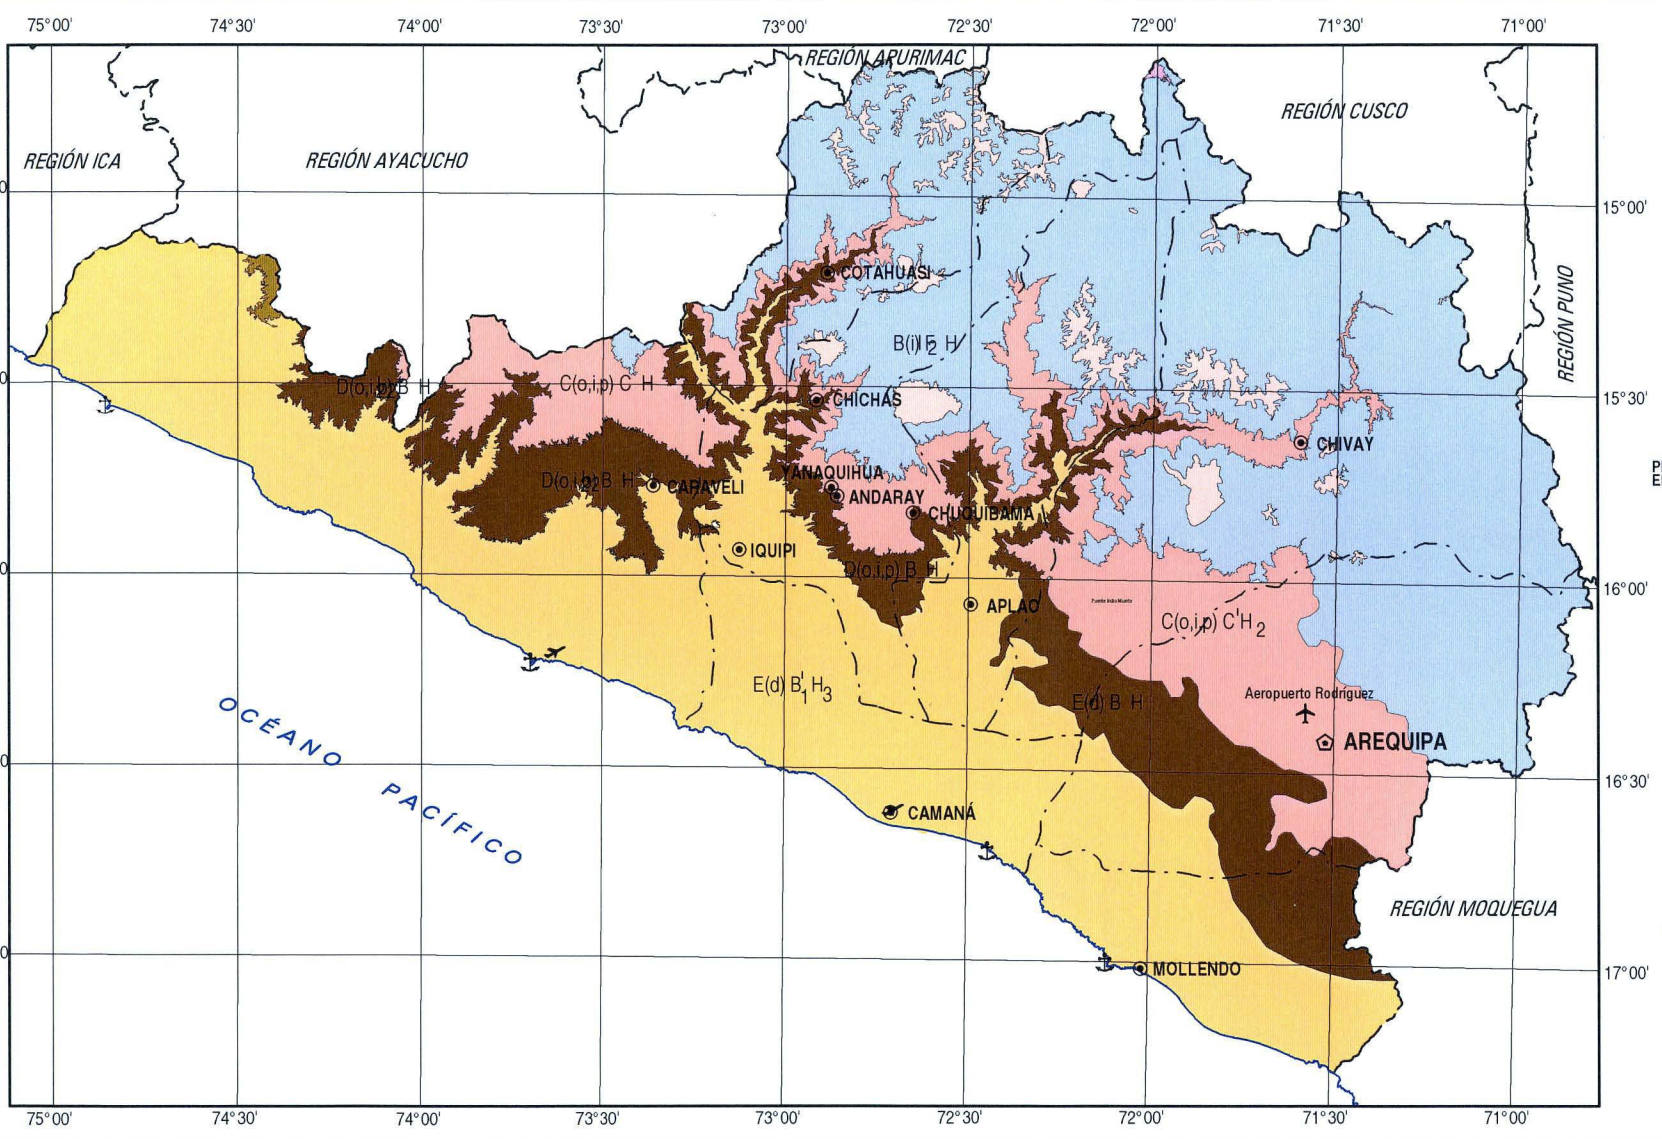 75°00' 74°30' 74°00' 73°30' 73°00' 72°30' 72°00' 71°30' 71°00'
REGIÓN APURIMAC
REGIÓN CUSCO
REGIÓN ICA
REGIÓN AYACUCHO
15°00'
COTAHUASI
REGIÓN PUNO
B(i) H
C(o,i,p) C H
CHICHAS
15°30'
CHIVAY
YANAQUIHUA
CARAVELI
ANDARAY
CHUQUIBAMA
IQUIPI
D(o,i,p) B H
16°00'
APLAO
C(o,i,p) C'H2
E(d) B'1 H3
E(d) B H
Aeropuerto Rodríguez
AREQUIPA
OCÉANO
PACÍFICO
16°30'
CAMANÁ
REGIÓN MOQUEGUA
MOLLENDO
17°00'
75°00' 74°30' 74°00' 73°30' 73°00' 72°30' 72°00' 71°30' 71°00'